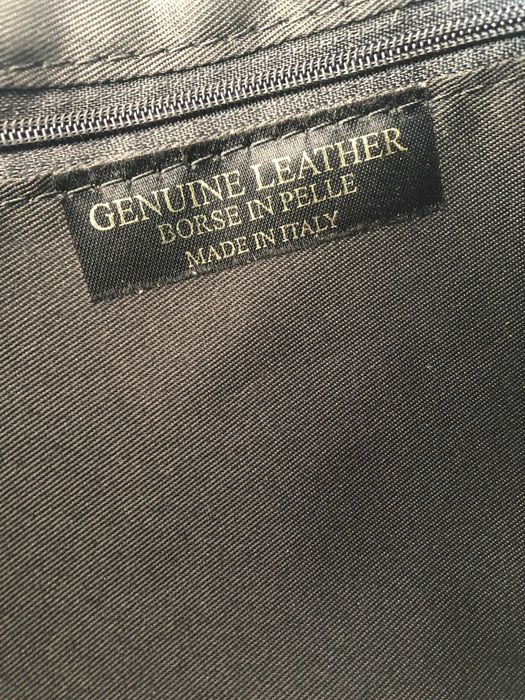 GENUINE LEATHER
BORSE IN PELLE
MADE IN ITALY